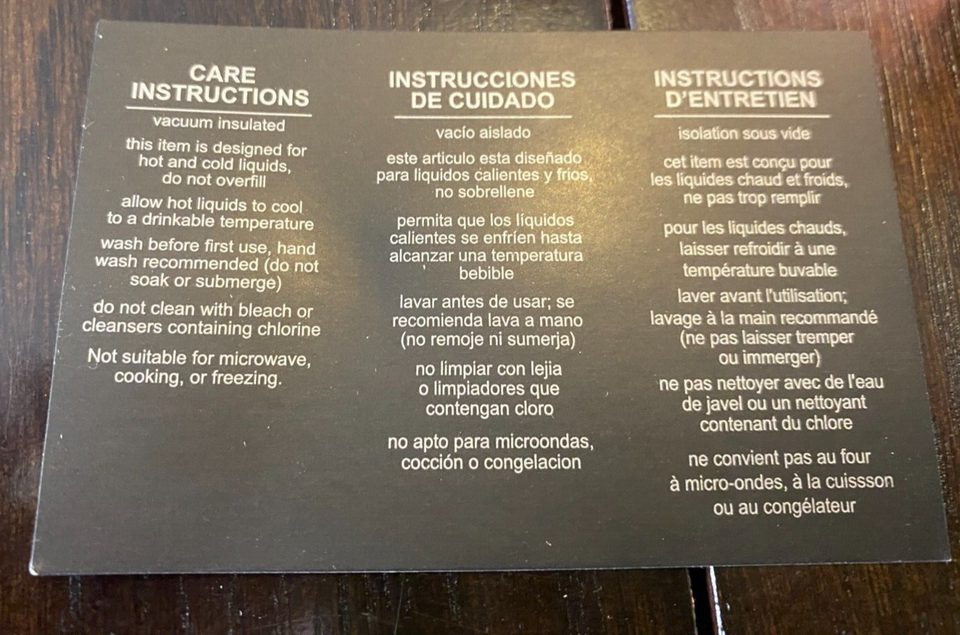 CARE
INSTRUCTIONS
vacuum insulated
this item is designed for
hot and cold liquids,
do not overfill
allow hot liquids to cool
to a drinkable temperature
wash before first use, hand
wash recommended (do not
soak or submerge)
do not clean with bleach or
cleansers containing chlorine
Not suitable for microwave,
cooking, or freezing.
INSTRUCCIONES
DE CUIDADO
vacío aislado
este articulo esta diseñado
para liquidos calientes y frios,
no sobrellene
permita que los líquidos
calientes se enfríen hasta
alcanzar una temperatura
bebible
lavar antes de usar; se
recomienda lava a mano
(no remoje ni sumerja)
no limpiar con lejia
o limpiadores que
contengan cloro
no apto para microondas,
cocción o congelacion
INSTRUCTIONS
D'ENTRETIEN
isolation sous vide
cet item est conçu pour
les líquides chaud et froids,
ne pas trop remplir
pour les liquides chauds,
laisser refroidir à une
température buvable
laver avant l'utilisation;
lavage à la main recommandé
(ne pas laisser tremper
ou immerger)
ne pas nettoyer avec de l'eau
de javel ou un nettoyant
contenant du chlore
ne convient pas au four
à micro-ondes, à la cuissson
ou au congélateur